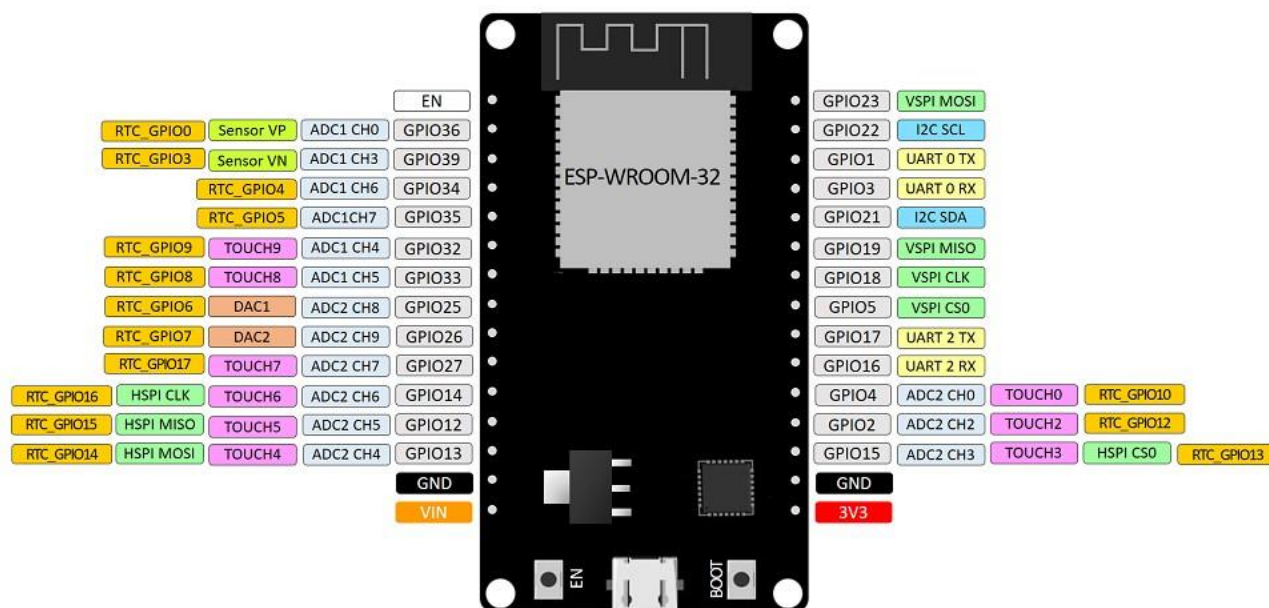 EN GPIO23 VSPI MOSI
RTC_GPIO0 Sensor VP ADC1 CH0 GPIO36 GPIO22 I2C SCL
RTC_GPIO3 Sensor VN ADC1 CH3 GPIO39 GPIO1 UART 0 TX
RTC_GPIO4 ADC1 CH6 GPIO34 ESP-WROOM-32 GPIO3 UART 0 RX
RTC_GPIO5 ADC1CH7 GPIO35 GPIO21 I2C SDA
RTC_GPIO9 TOUCH9 ADC1 CH4 GPIO32 GPIO19 VSPI MISO
RTC_GPIO8 TOUCH8 ADC1 CH5 GPIO33 GPIO18 VSPI CLK
RTC_GPIO6 DAC1 ADC2 CH8 GPIO25 GPIO5 VSPI CS0
RTC_GPIO7 DAC2 ADC2 CH9 GPIO26 GPIO17 UART 2 TX
RTC_GPIO17 TOUCH7 ADC2 CH7 GPIO27 GPIO16 UART 2 RX
RTC_GPIO16 HSPI CLK TOUCH6 ADC2 CH6 GPIO14 GPIO4 ADC2 CH0 TOUCH0 RTC_GPIO10
RTC_GPIO15 HSPI MISO TOUCH5 ADC2 CH5 GPIO12 GPIO2 ADC2 CH2 TOUCH2 RTC_GPIO12
RTC_GPIO14 HSPI MOSI TOUCH4 ADC2 CH4 GPIO13 GPIO15 ADC2 CH3 TOUCH3 HSPI CS0 RTC_GPIO13
GND GND
VIN 3V3
EN BOOT